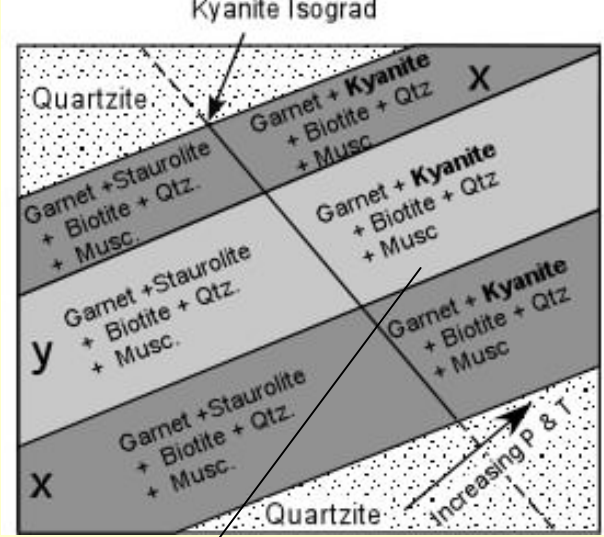 Kyanite Isograd
Quartzite
Garnet + Kyanite
+ Biotite + Qtz
+ Musc.
X
Garnet +Staurolite
+ Biotite + Qtz.
+ Musc.
Garnet + Kyanite
+ Biotite + Qtz
+ Musc
y
Garnet +Staurolite
+ Biotite + Qtz.
+ Musc.
Garnet + Kyanite
+ Biotite + Qtz
+ Musc
x
Garnet +Staurolite
+ Biotite + Qtz.
+ Musc.
Quartzite
Increasing P & T